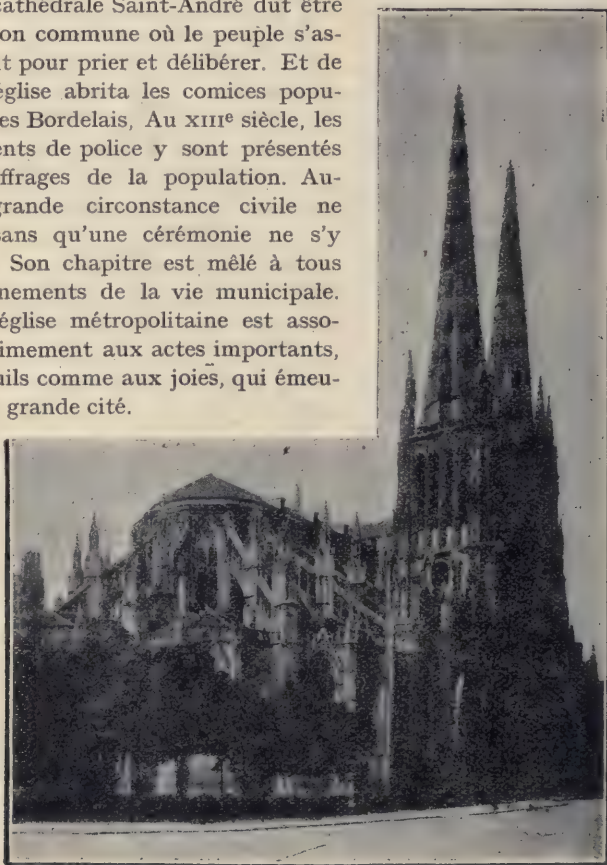 cathédrale Saint-André dut être
on commune où le peuple s'as-
t pour prier et délibérer. Et de
église abrita les comices popu-
es Bordelais, Au XIIIᵉ siècle, les
ents de police y sont présentés
ffrages de la population. Au-
grande circonstance civile ne
sans qu'une cérémonie ne s'y
Son chapitre est mêlé à tous
nements de la vie municipale.
église métropolitaine est asso-
imement aux actes importants,
uils comme aux joies, qui émeu-
grande cité.